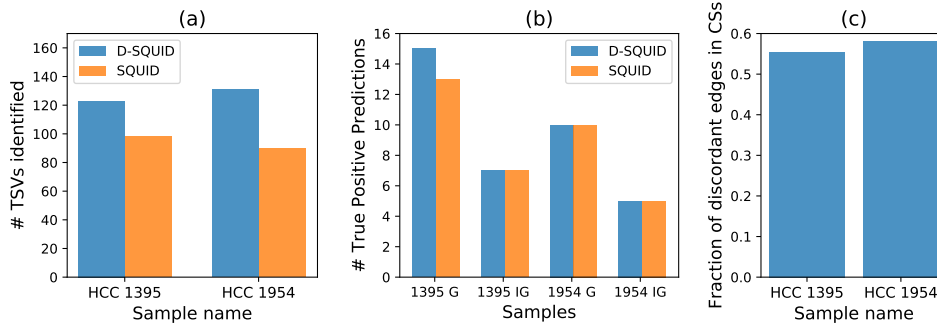 (a)
# TSVs identified
160
140
120
100
80
60
40
20
0
D-SQUID
SQUID
HCC 1395
HCC 1954
Sample name
(b)
# True Positive Predictions
16
14
12
10
8
6
4
2
0
D-SQUID
SQUID
1395 G
1395 IG
1954 G
1954 IG
Samples
(c)
Fraction of discordant edges in CSs
0.6
0.5
0.4
0.3
0.2
0.1
0.0
HCC 1395
HCC 1954
Sample name